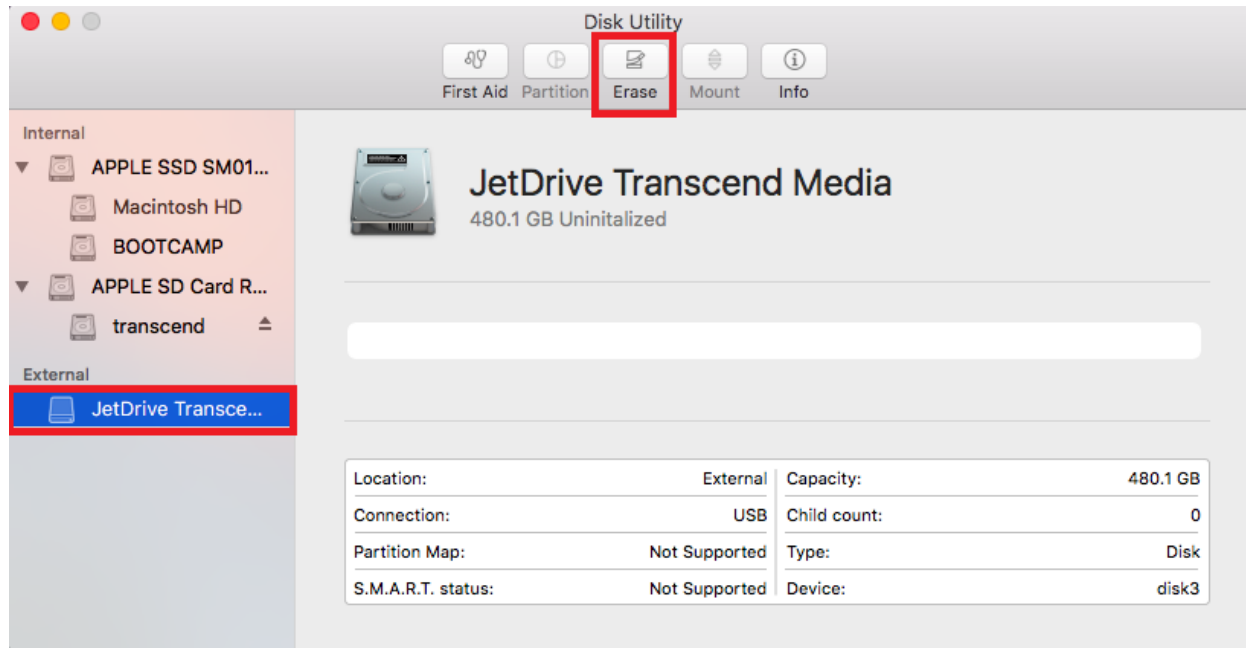 Disk Utility
First Aid Partition Erase Mount Info
Internal
APPLE SSD SM01...
Macintosh HD
BOOTCAMP
APPLE SD Card R...
transcend
External
JetDrive Transce...
JetDrive Transcend Media
480.1 GB Uninitalized
Location: External Capacity: 480.1 GB
Connection: USB Child count: 0
Partition Map: Not Supported Type: Disk
S.M.A.R.T. status: Not Supported Device: disk3